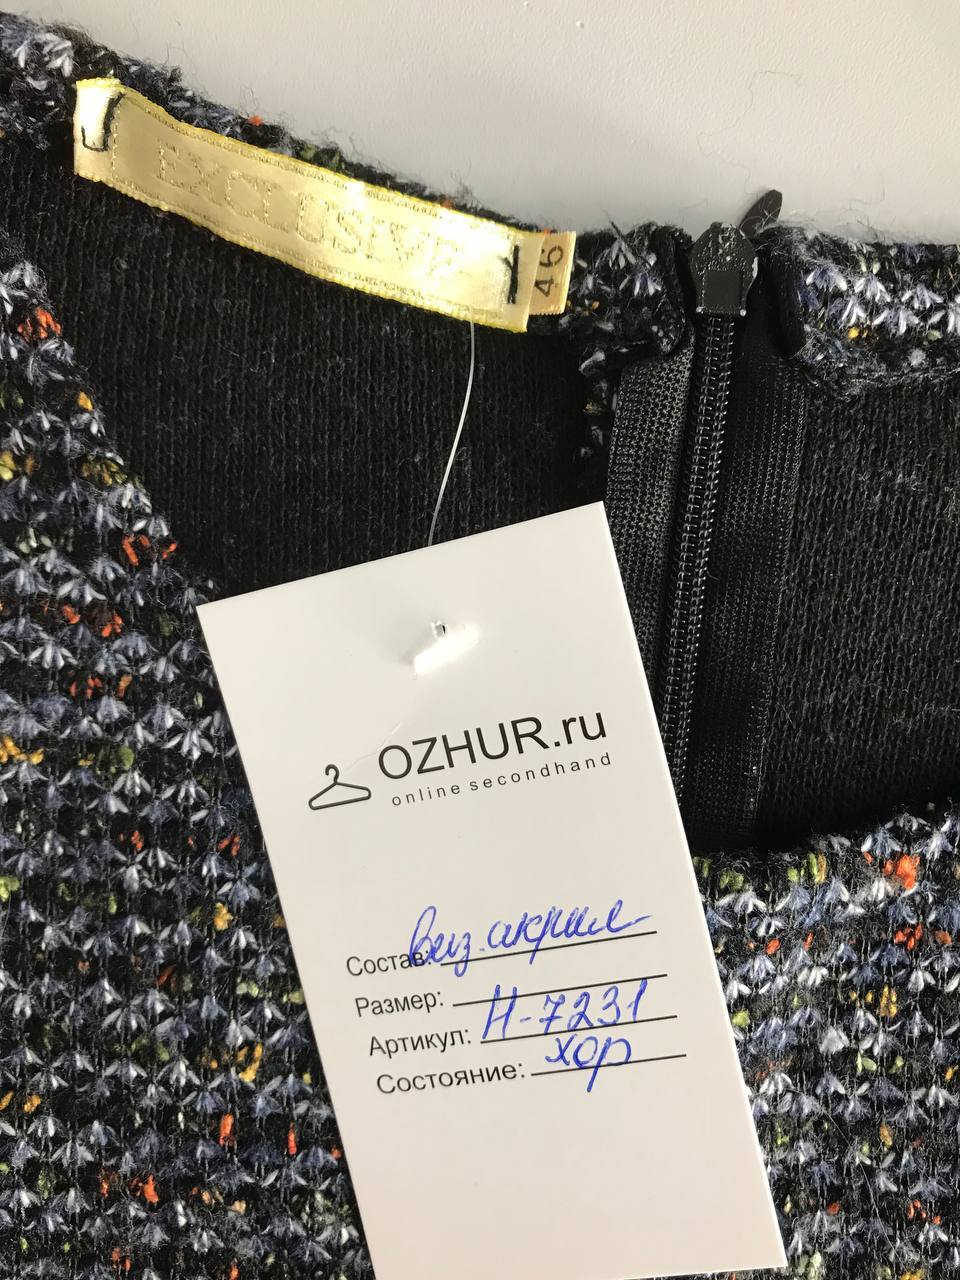 EXCLUSIVE
46
OZHUR.ru
online secondhand
Состав: виз. акрил
Размер:
Артикул: Н-7231
Состояние: хор